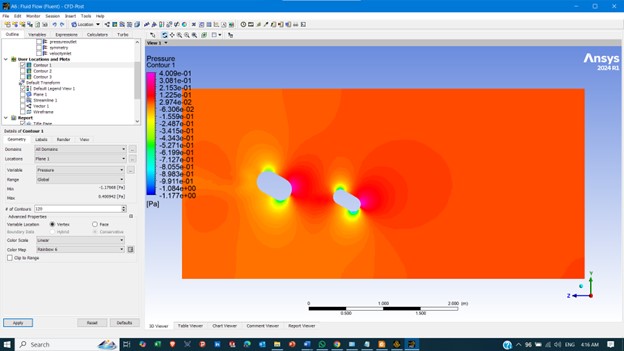 A6 : Fluid Flow (Fluent) - CFD-Post
File Edit Session Insert Tools Help
Location
Outline Variables Expressions Calculators Turbo
pressureoutlet
symmetry
velocityinlet
User Locations and Plots
Contour 1
Contour 2
Contour 3
Default Transform
Default Legend View 1
Plane 1
Streamline 1
Vector 1
Wireframe
Report
Title Page
Details of Contour 1
Geometry Labels Render View
Domains All Domains
Locations Plane 1
Variable Pressure
Range Global
Min
Max
# of Contours 120
Advanced Properties
Variable Location Vertex Face
Boundary Data Hybrid Conservative
Color Scale Linear
Color Map Rainbow 6
Clip to Range
Apply Reset Defaults
View 1
Pressure
Contour 1
4.009e-01
3.081e-01
2.153e-01
1.225e-01
2.974e-02
-6.306e-02
-1.559e-01
-2.487e-01
-3.415e-01
-4.343e-01
-5.271e-01
-6.199e-01
-7.127e-01
-8.055e-01
-8.983e-01
-9.911e-01
-1.084e+00
-1.177e+00
[Pa]
Ansys
2024 R1
0 1.000 2.000 (m)
0.500 1.500
Y
Z
3D Viewer Table Viewer Chart Viewer Comment Viewer Report Viewer
Search
ENG 4:16 AM